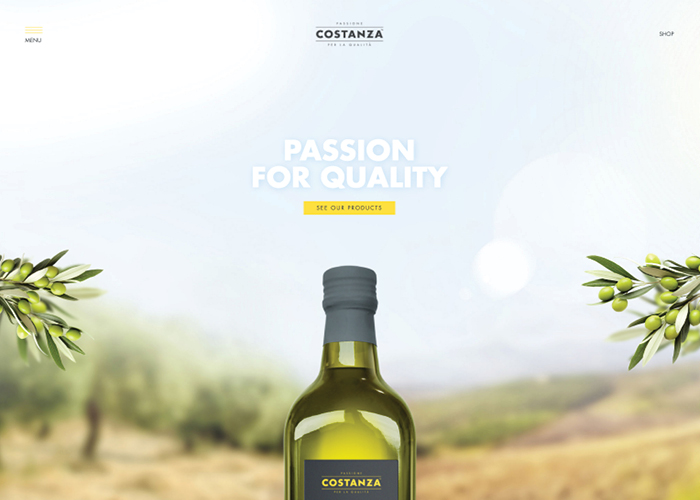 MENU
PASSIONE
COSTANZA
PER LA QUALITÀ
SHOP
PASSION
FOR QUALITY
SEE OUR PRODUCTS
PASSIONE
COSTANZA
PER LA QUALITÀ